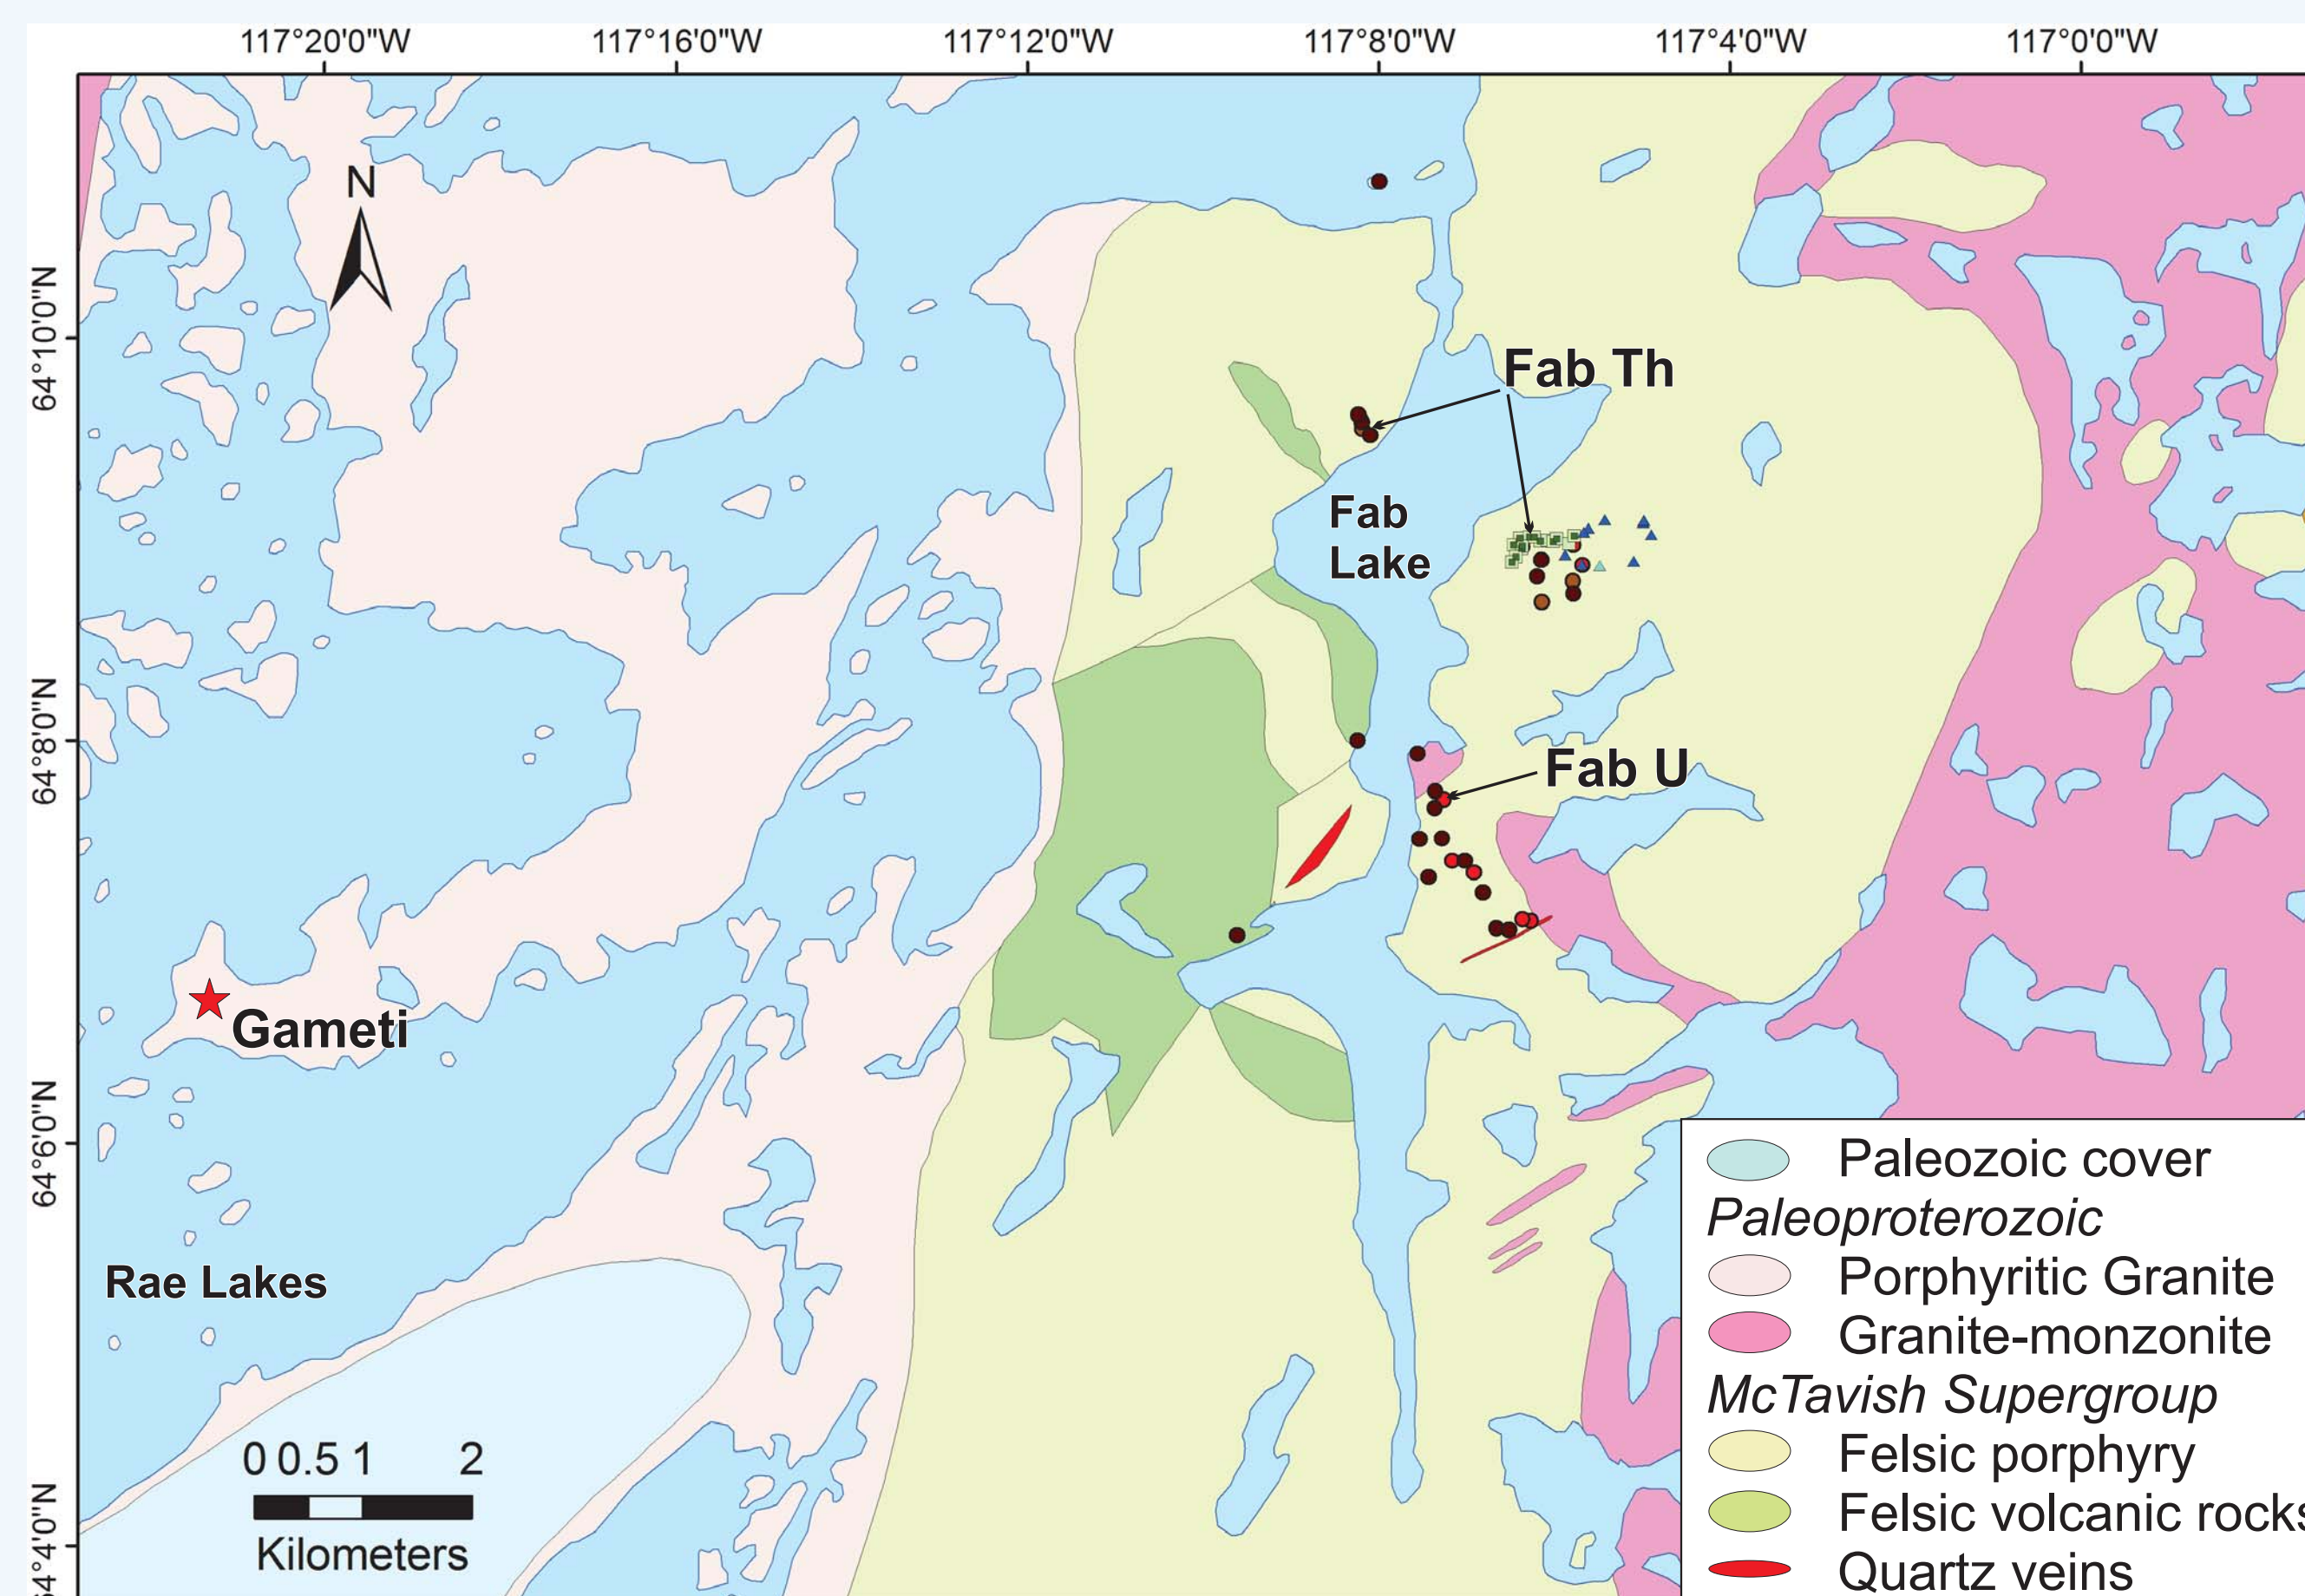 117°20'0"W 117°16'0"W 117°12'0"W 117°8'0"W 117°4'0"W 117°0'0"W
N
64°10'0"N
Fab Th
Fab
Lake
64°8'0"N
Fab U
Gameti
64°6'0"N
Rae Lakes
64°4'0"N
0 0.5 1 2
Kilometers
Paleozoic cover
Paleoproterozoic
Porphyritic Granite
Granite-monzonite
McTavish Supergroup
Felsic porphyry
Felsic volcanic rocks
Quartz veins